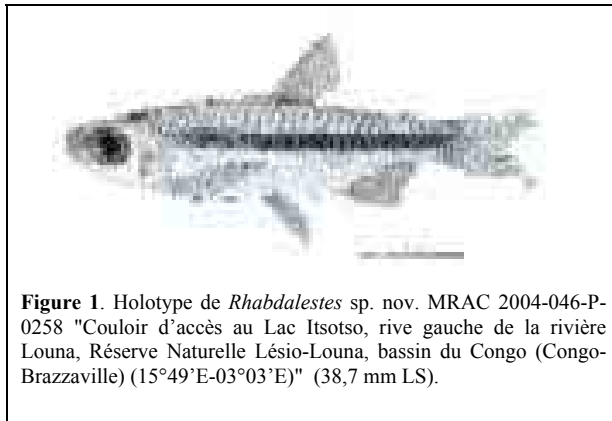 Figure 1. Holotype de Rhabdalestes sp. nov. MRAC 2004-046-P-
0258 "Couloir d’accès au Lac Itsotso, rive gauche de la rivière
Louna, Réserve Naturelle Lésio-Louna, bassin du Congo (Congo-
Brazzaville) (15°49’E-03°03’E)" (38,7 mm LS).